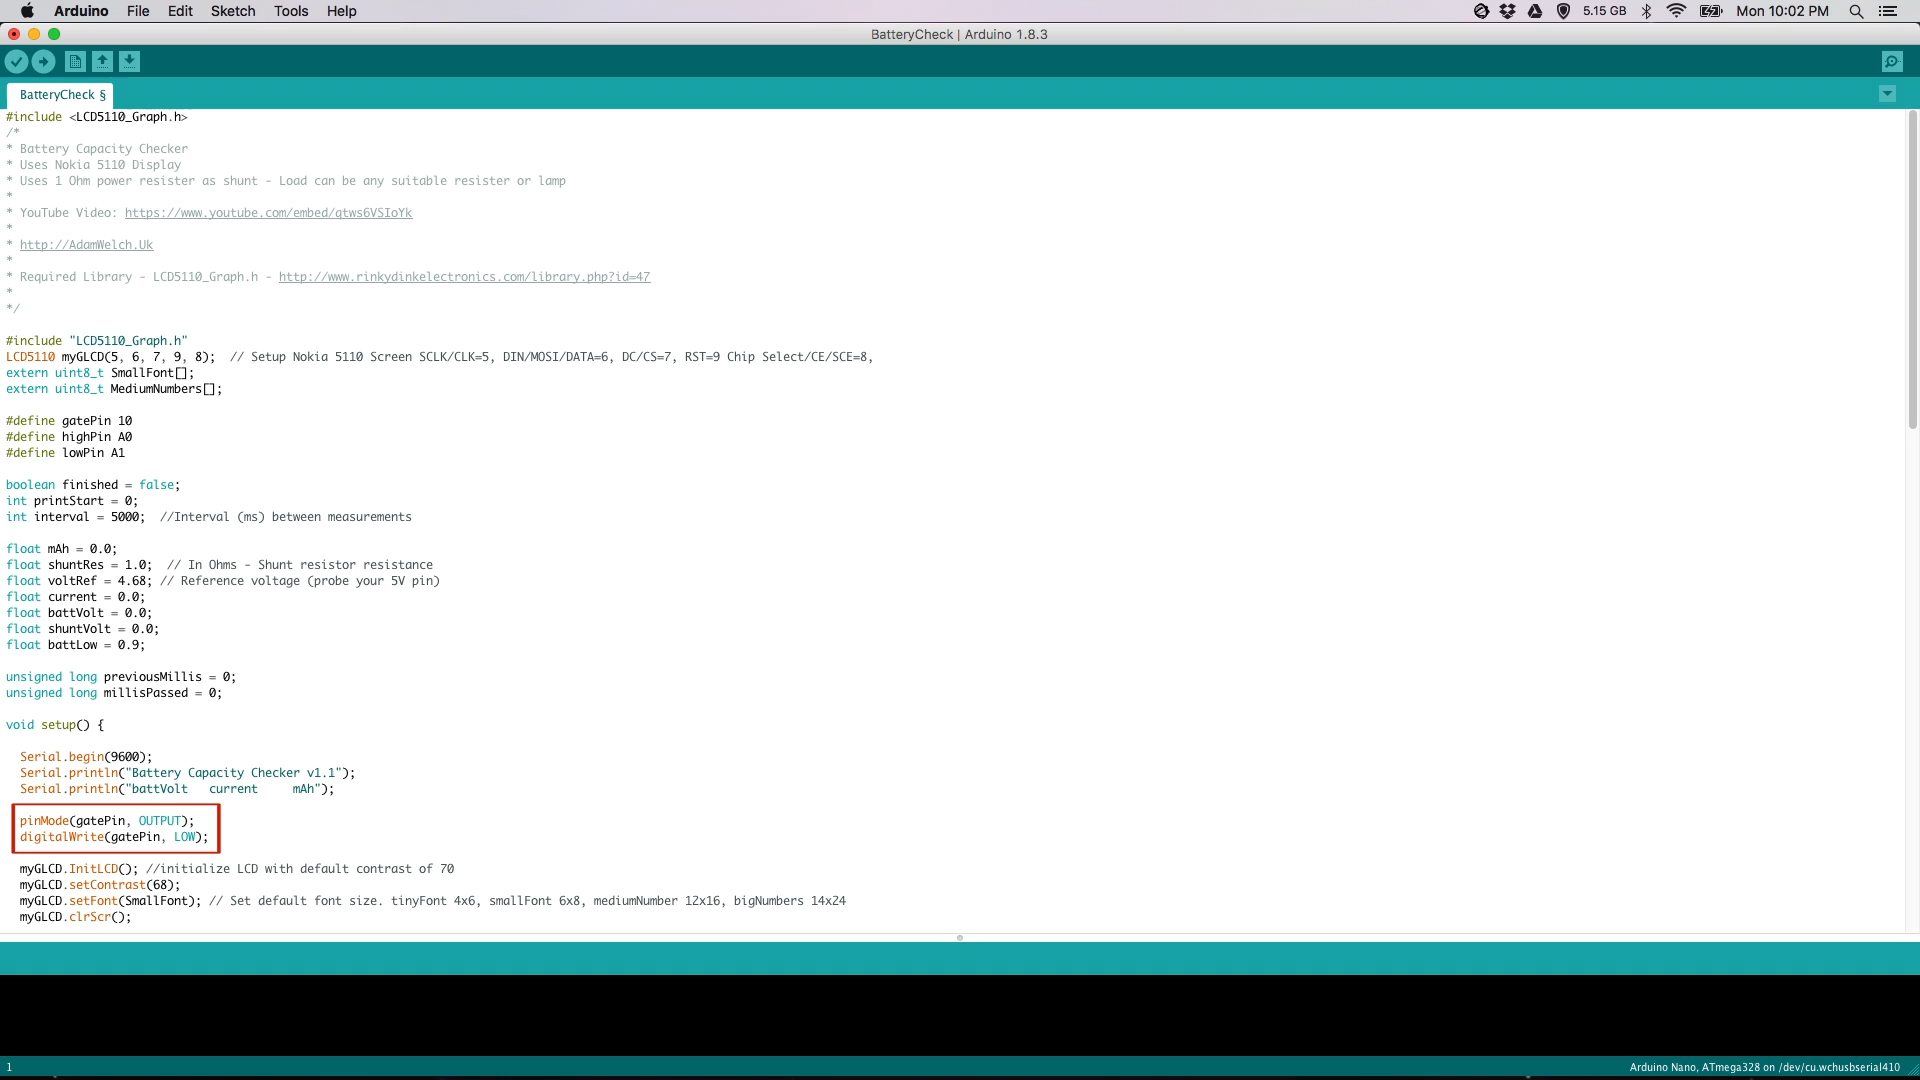 Arduino File Edit Sketch Tools Help 5.15 GB Mon 10:02 PM
BatteryCheck | Arduino 1.8.3
BatteryCheck §
#include <LCD5110_Graph.h>
/*
* Battery Capacity Checker
* Uses Nokia 5110 Display
* Uses 1 Ohm power resister as shunt - Load can be any suitable resister or lamp
*
* YouTube Video: https://www.youtube.com/embed/qtws6VSIoYk
*
* http://AdamWelch.Uk
*
* Required Library - LCD5110_Graph.h - http://www.rinkydinkelectronics.com/library.php?id=47
*
*/
#include "LCD5110_Graph.h"
LCD5110 myGLCD(5, 6, 7, 9, 8);  // Setup Nokia 5110 Screen SCLK/CLK=5, DIN/MOSI/DATA=6, DC/CS=7, RST=9 Chip Select/CE/SCE=8,
extern uint8_t SmallFont[];
extern uint8_t MediumNumbers[];
#define gatePin 10
#define highPin A0
#define lowPin A1
boolean finished = false;
int printStart = 0;
int interval = 5000;  //Interval (ms) between measurements
float mAh = 0.0;
float shuntRes = 1.0;  // In Ohms - Shunt resistor resistance
float voltRef = 4.68; // Reference voltage (probe your 5V pin)
float current = 0.0;
float battVolt = 0.0;
float shuntVolt = 0.0;
float battLow = 0.9;
unsigned long previousMillis = 0;
unsigned long millisPassed = 0;
void setup() {
Serial.begin(9600);
Serial.println("Battery Capacity Checker v1.1");
Serial.println("battVolt   current     mAh");
pinMode(gatePin, OUTPUT);
digitalWrite(gatePin, LOW);
myGLCD.InitLCD(); //initialize LCD with default contrast of 70
myGLCD.setContrast(68);
myGLCD.setFont(SmallFont); // Set default font size. tinyFont 4x6, smallFont 6x8, mediumNumber 12x16, bigNumbers 14x24
myGLCD.clrScr();
1 Arduino Nano, ATmega328 on /dev/cu.wchusbserial410